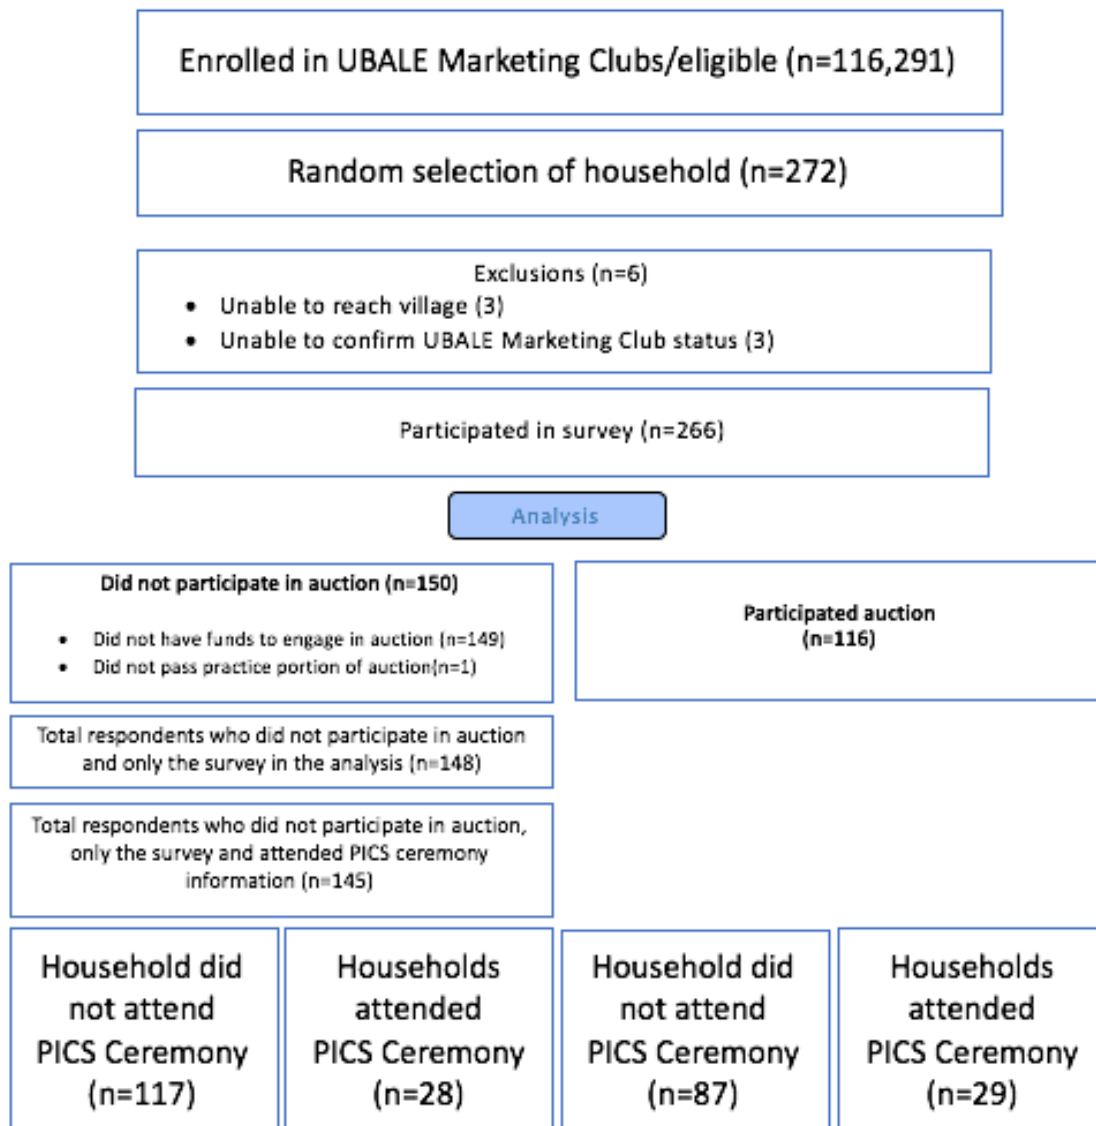 Enrolled in UBALE Marketing Clubs/eligible (n=116,291)
Random selection of household (n=272)
Exclusions (n=6)
• Unable to reach village (3)
• Unable to confirm UBALE Marketing Club status (3)
Participated in survey (n=266)
Analysis
Did not participate in auction (n=150)
• Did not have funds to engage in auction (n=149)
• Did not pass practice portion of auction(n=1)
Participated auction
(n=116)
Total respondents who did not participate in auction
and only the survey in the analysis (n=148)
Total respondents who did not participate in auction,
only the survey and attended PICS ceremony
information (n=145)
Household did
not attend
PICS Ceremony
(n=117)
Households
attended
PICS Ceremony
(n=28)
Household did
not attend
PICS Ceremony
(n=87)
Households
attended
PICS Ceremony
(n=29)